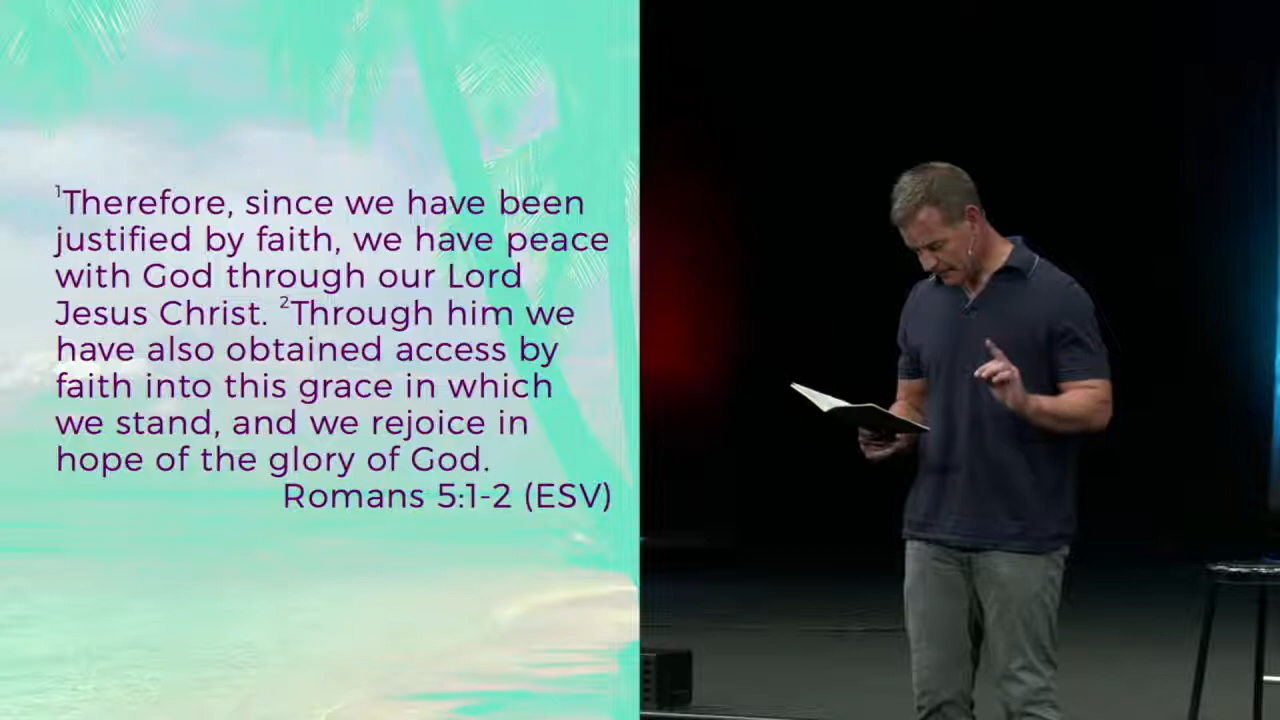 ¹Therefore, since we have been
justified by faith, we have peace
with God through our Lord
Jesus Christ. ²Through him we
have also obtained access by
faith into this grace in which
we stand, and we rejoice in
hope of the glory of God.
Romans 5:1-2 (ESV)